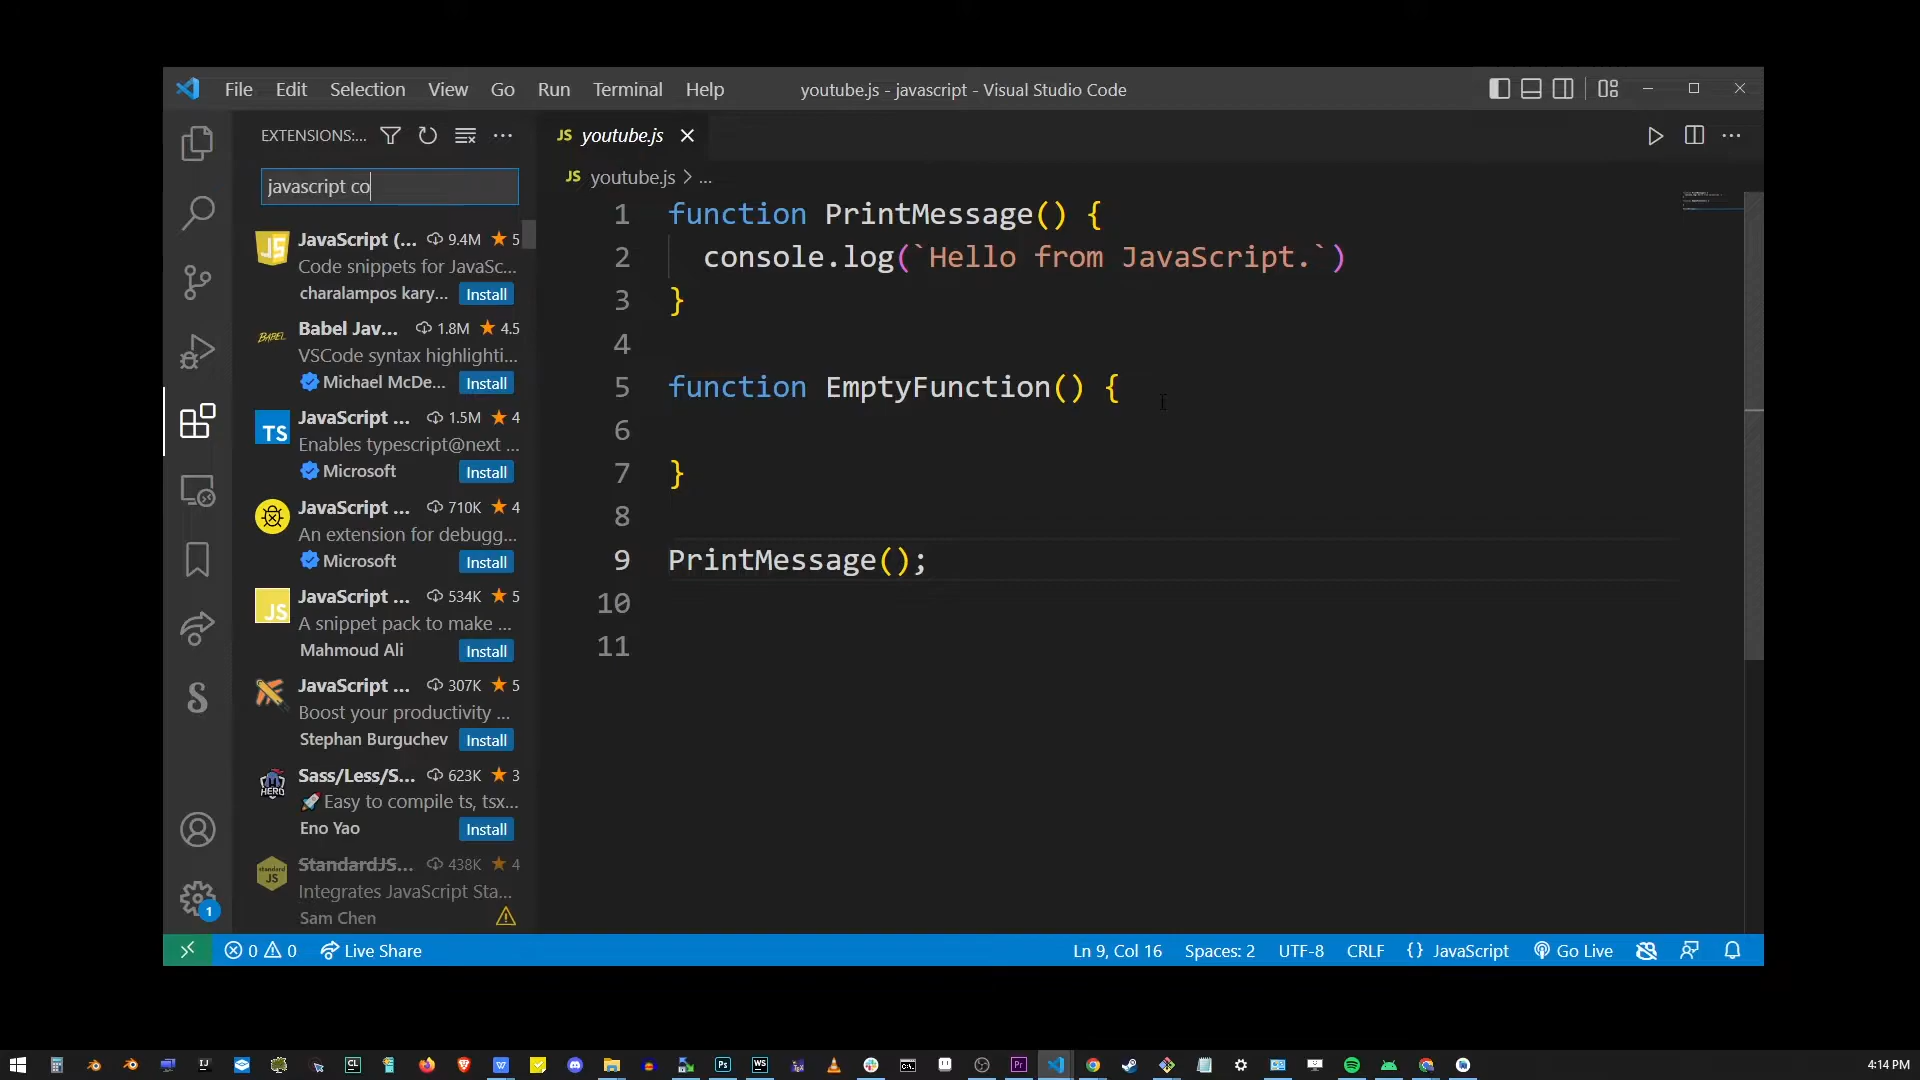 File Edit Selection View Go Run Terminal Help youtube.js - javascript - Visual Studio Code
EXTENSIONS:...
javascript co
JavaScript (... 9.4M 5
Code snippets for JavaSc...
charalampos kary... Install
Babel Jav... 1.8M 4.5
VSCode syntax highlighti...
Michael McDe... Install
JavaScript ... 1.5M 4
Enables typescript@next ...
Microsoft Install
JavaScript ... 710K 4
An extension for debugg...
Microsoft Install
JavaScript ... 534K 5
A snippet pack to make ...
Mahmoud Ali Install
JavaScript ... 307K 5
Boost your productivity ...
Stephan Burguchev Install
Sass/Less/S... 623K 3
Easy to compile ts, tsx...
Eno Yao Install
StandardJS... 438K 4
Integrates JavaScript Sta...
Sam Chen
JS youtube.js
JS youtube.js > ...
1 function PrintMessage() {
2 console.log(`Hello from JavaScript.`)
3 }
4
5 function EmptyFunction() {
6
7 }
8
9 PrintMessage();
10
11
1
0 0 Live Share Ln 9, Col 16 Spaces: 2 UTF-8 CRLF {} JavaScript Go Live
4:14 PM